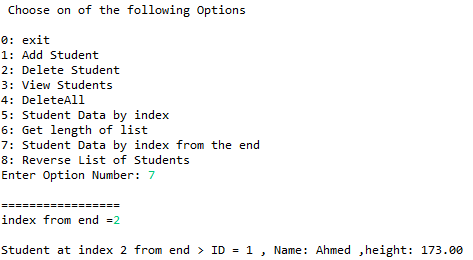 Choose on of the following Options
0: exit
1: Add Student
2: Delete Student
3: View Students
4: DeleteAll
5: Student Data by index
6: Get length of list
7: Student Data by index from the end
8: Reverse List of Students
Enter Option Number: 7
=================
index from end =2
Student at index 2 from end > ID = 1 , Name: Ahmed ,height: 173.00